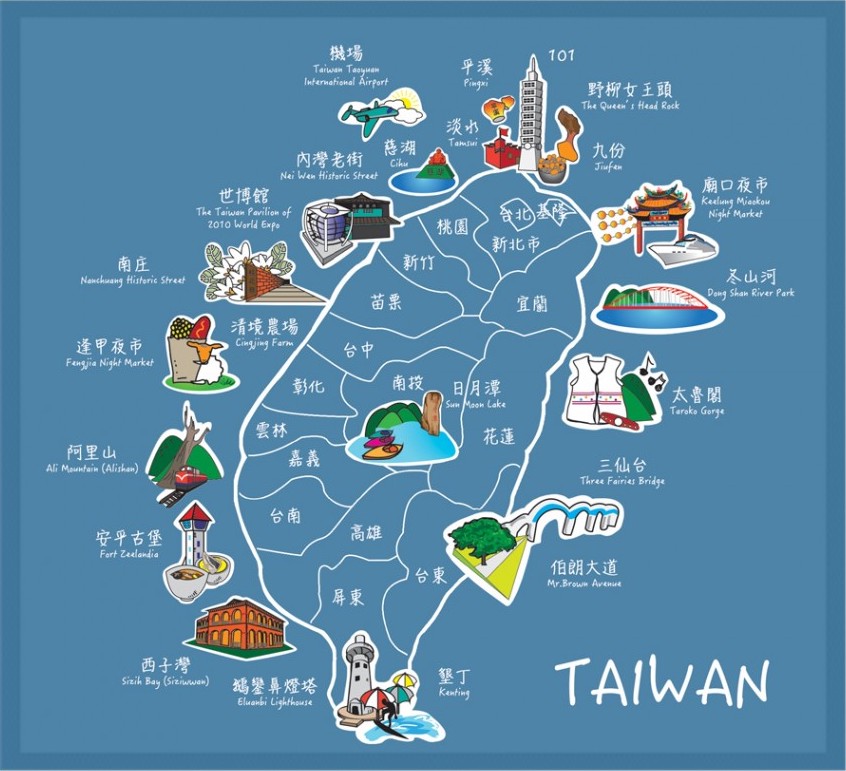 機場
Taiwan Taoyuan
International Airport
平溪
Pingxi
101
野柳女王頭
The Queen's Head Rock
淡水
Tamsui
慈湖
Cihu
九份
Jiufen
內灣老街
Nei Wen Historic Street
世博館
The Taiwan Pavilion of
2010 World Expo
廟口夜市
Keelung Miaokou
Night Market
桃園
台北
基隆
新北市
新竹
南庄
Nanchuang Historic Street
冬山河
Dong Shan River Park
苗栗
宜蘭
清境農場
Cingjing Farm
逢甲夜市
Fengjia Night Market
台中
彰化
南投
日月潭
Sun Moon Lake
太魯閣
Taroko Gorge
雲林
花蓮
阿里山
Ali Mountain (Alishan)
嘉義
三仙台
Three Fairies Bridge
台南
高雄
安平古堡
Fort Zeelandia
伯朗大道
Mr.Brown Avenue
台東
屏東
西子灣
Sizih Bay (Siziwwan)
鵝鑾鼻燈塔
Eluanbi Lighthouse
墾丁
Kenting
TAIWAN